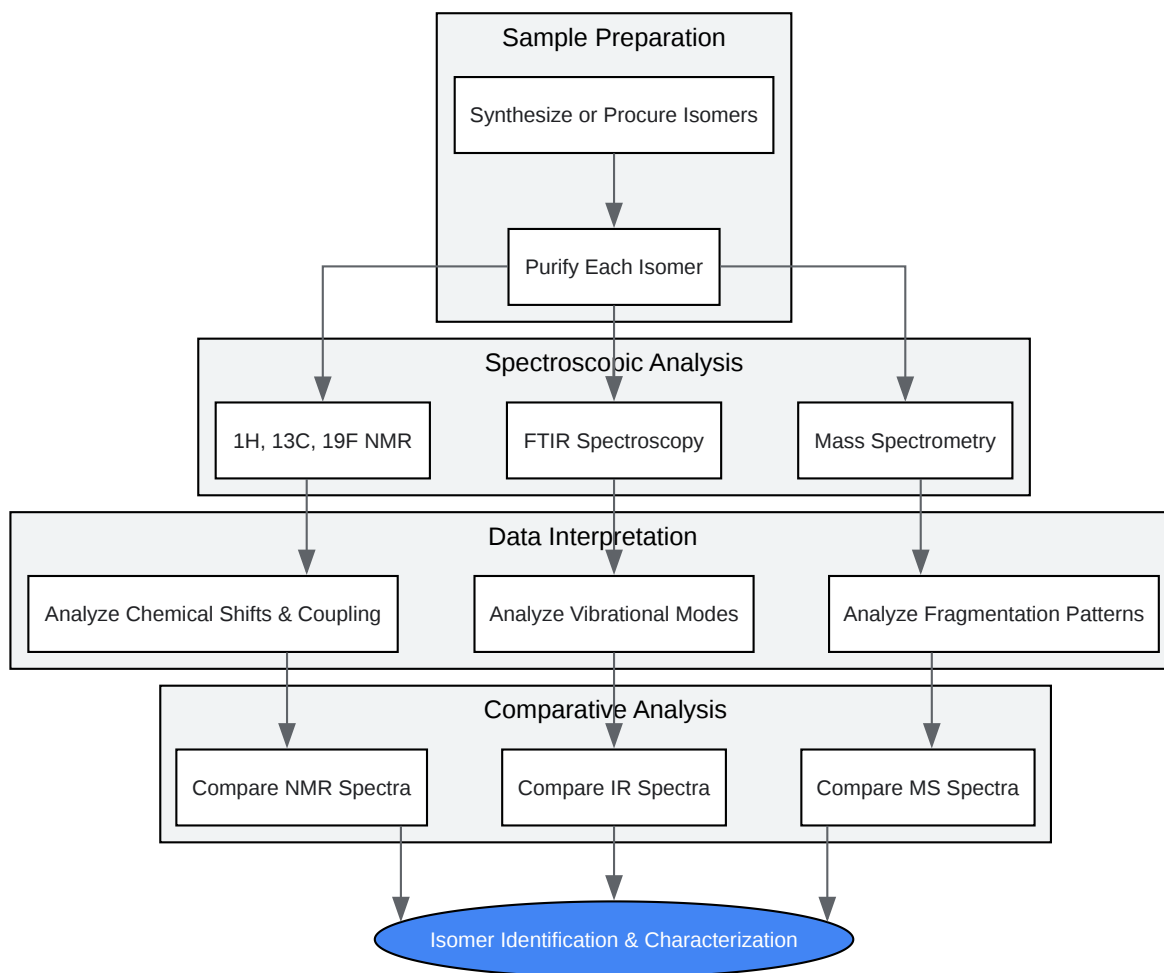 Sample Preparation
Synthesize or Procure Isomers
Purify Each Isomer
Spectroscopic Analysis
1H, 13C, 19F NMR
FTIR Spectroscopy
Mass Spectrometry
Data Interpretation
Analyze Chemical Shifts & Coupling
Analyze Vibrational Modes
Analyze Fragmentation Patterns
Comparative Analysis
Compare NMR Spectra
Compare IR Spectra
Compare MS Spectra
Isomer Identification & Characterization